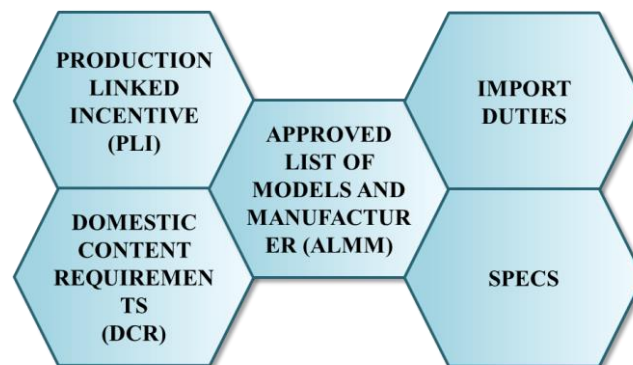 PRODUCTION
LINKED
INCENTIVE
(PLI)
DOMESTIC
CONTENT
REQUIREMEN
TS
(DCR)
APPROVED
LIST OF
MODELS AND
MANUFACTUR
ER (ALMM)
IMPORT
DUTIES
SPECS